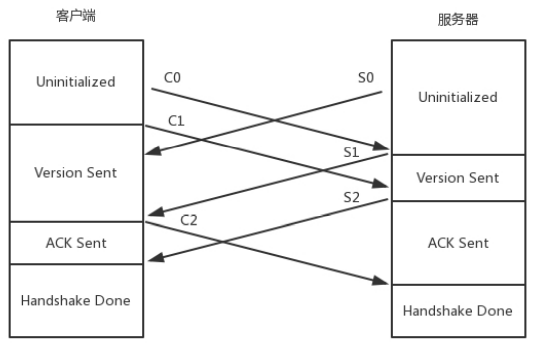 客户端
服务器
Uninitialized
C0
S0
Uninitialized
C1
S1
Version Sent
Version Sent
S2
C2
ACK Sent
ACK Sent
Handshake Done
Handshake Done